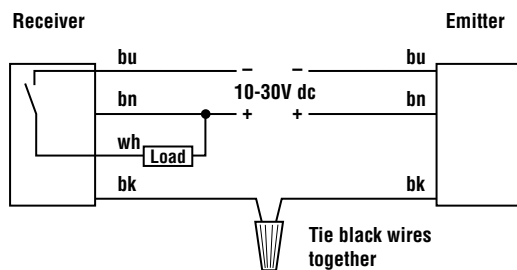 Receiver
Emitter
bu
–
–
bu
10-30V dc
bn
+
+
bn
wh
Load
bk
bk
Tie black wires
together